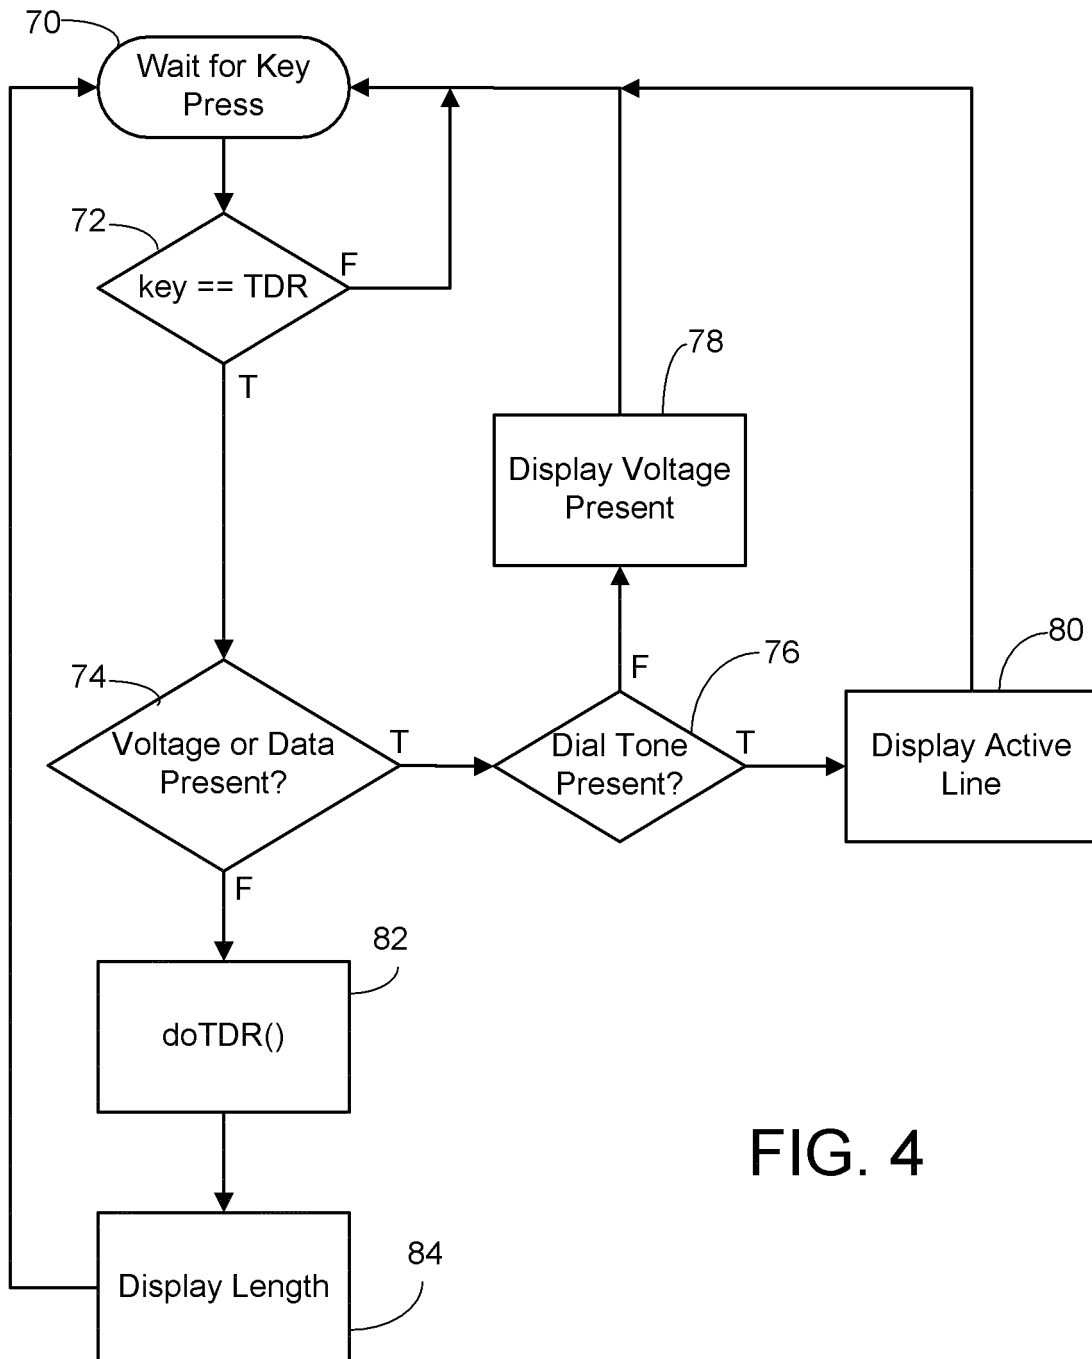 70
Wait for Key
Press
72
key == TDR
F
T
78
Display Voltage
Present
74
Voltage or Data
Present?
T
F
76
F
Dial Tone
Present?
T
80
Display Active
Line
82
doTDR()
84
Display Length
FIG. 4